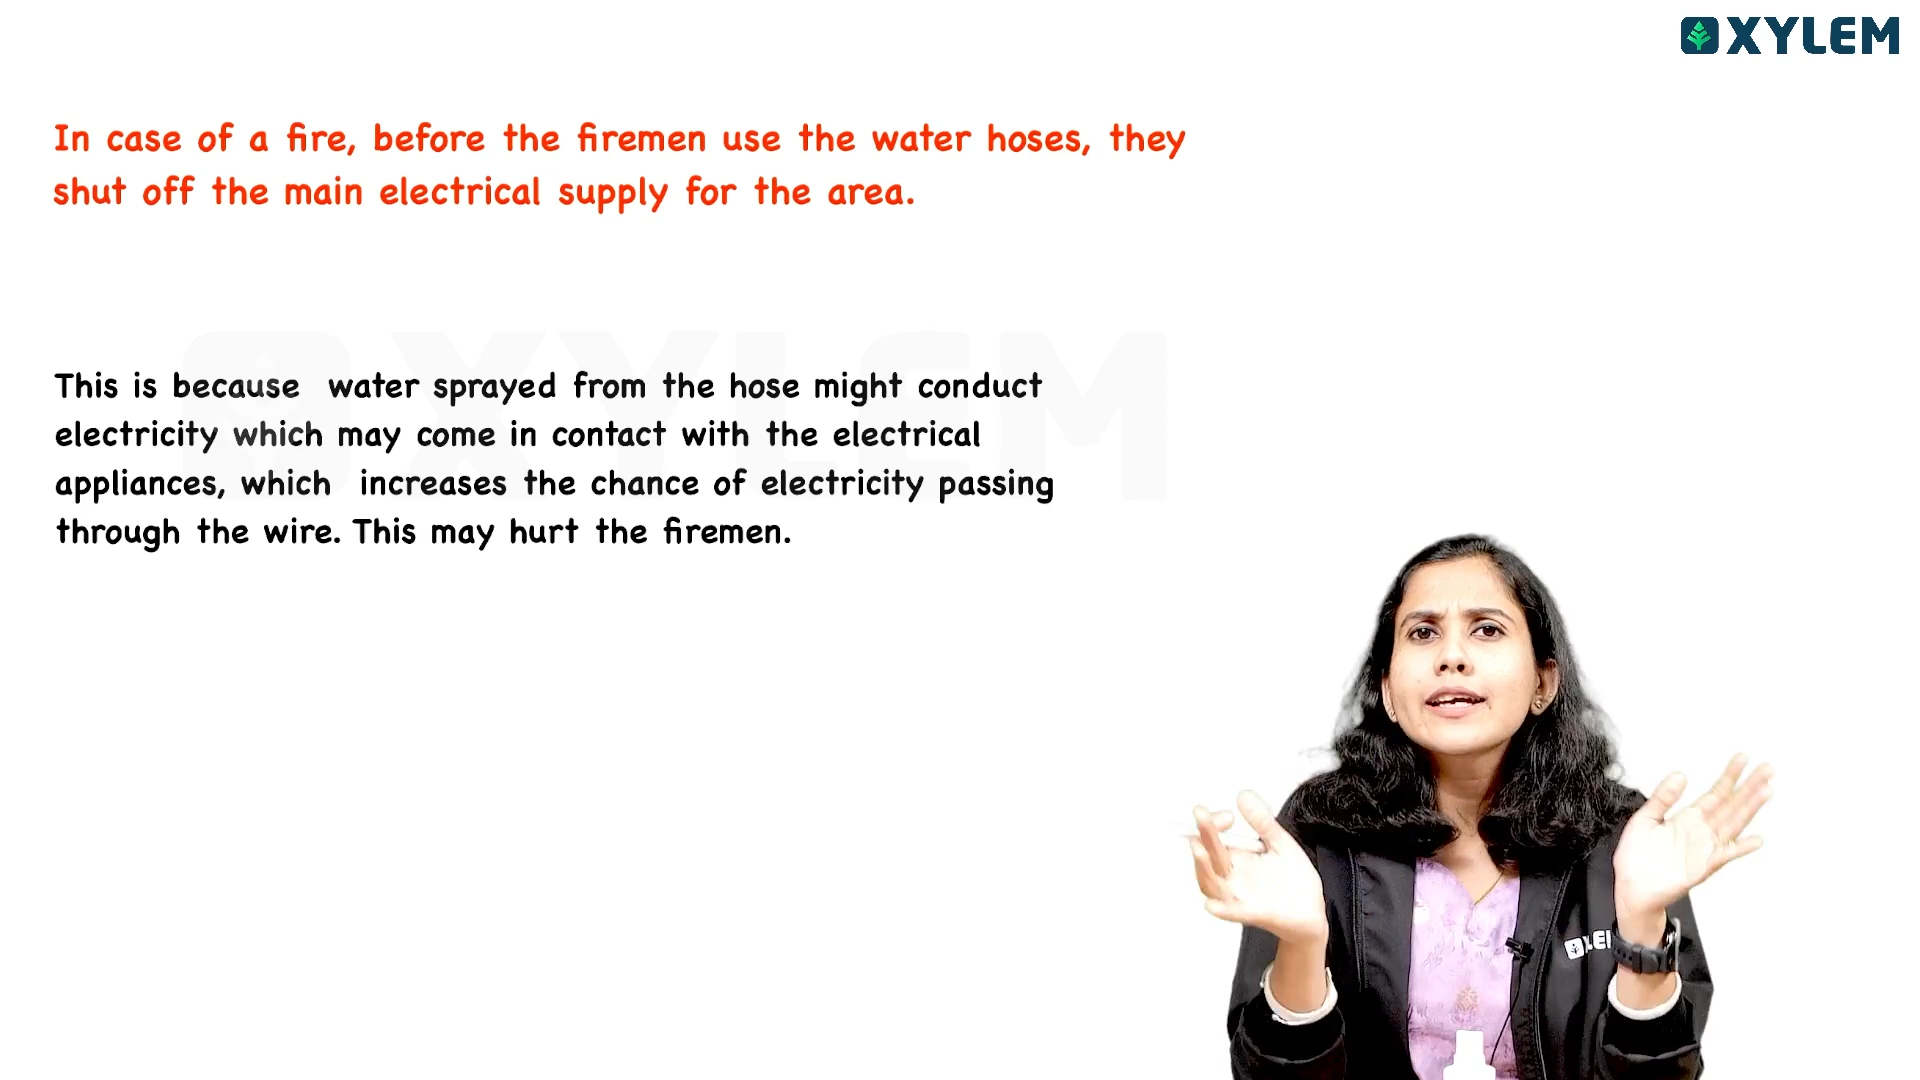 XYLEM
In case of a fire, before the firemen use the water hoses, they
shut off the main electrical supply for the area.
XYLEM
This is because water sprayed from the hose might conduct
electricity which may come in contact with the electrical
appliances, which increases the chance of electricity passing
through the wire. This may hurt the firemen.